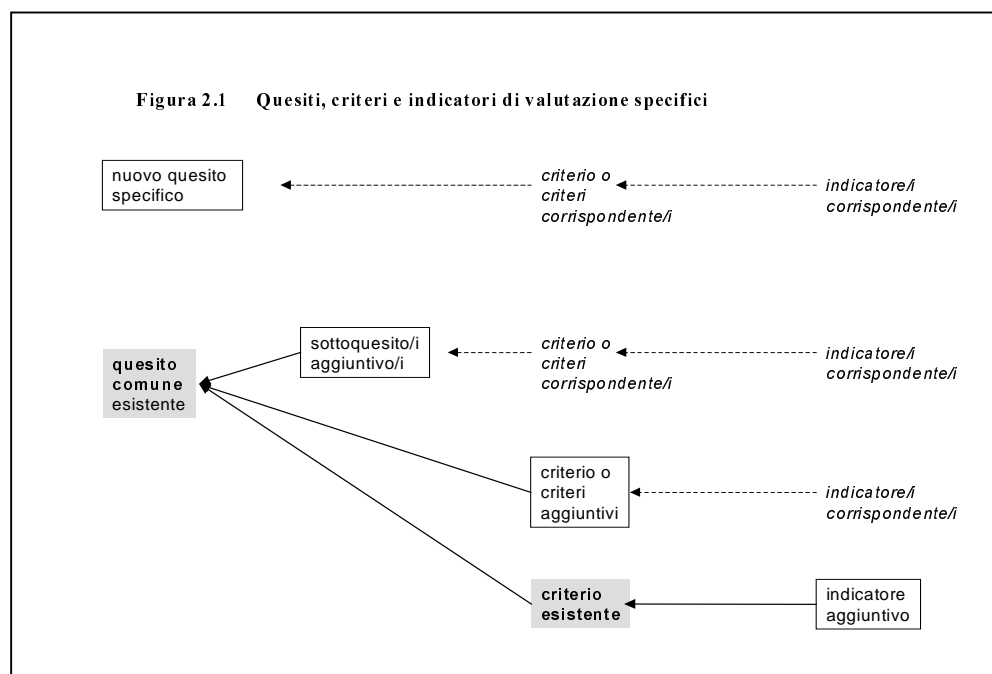 Figura 2.1 Quesiti, criteri e indicatori di valutazione specifici
nuovo quesito
specifico
criterio o
criteri
corrispondente/i
indicatore/i
corrispondente/i
sottoquesito/i
aggiuntivo/i
criterio o
criteri
corrispondente/i
indicatore/i
corrispondente/i
quesito
comune
esistente
criterio o
criteri
aggiuntivi
indicatore/i
corrispondente/i
criterio
esistente
indicatore
aggiuntivo